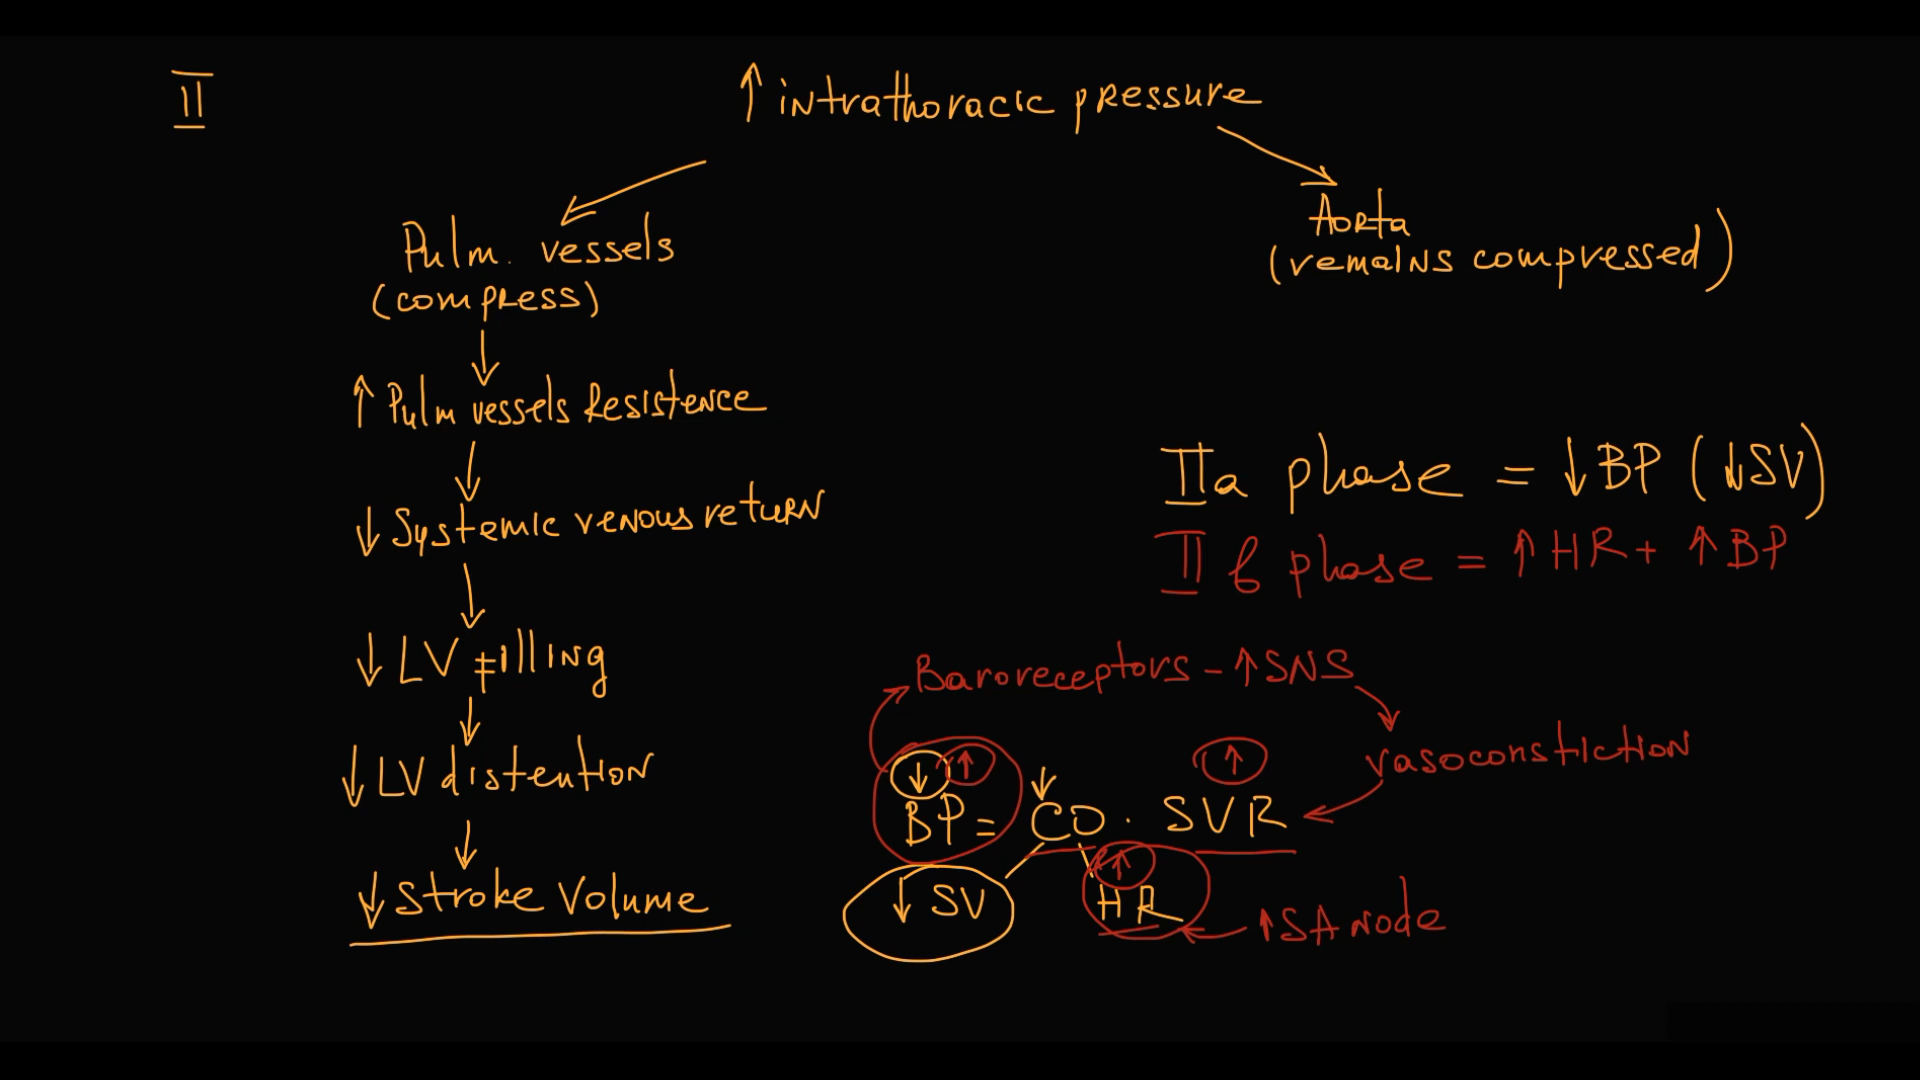 II
↑ intrathoracic pressure
Pulm. vessels
(compress)
↑ Pulm vessels Resistence
↓ Systemic venous return
↓ LV filling
↓ LV distention
↓ Stroke Volume
Aorta
(remains compressed)
IIa phase = ↓ BP (↓SV)
II б phase = ↑ HR + ↑ BP
Baroreceptors - ↑ SNS
vasoconstiction
↓ ↑ ↓ ↑
BP = CO · SVR
↓ SV
↑
HR
↑ SA node